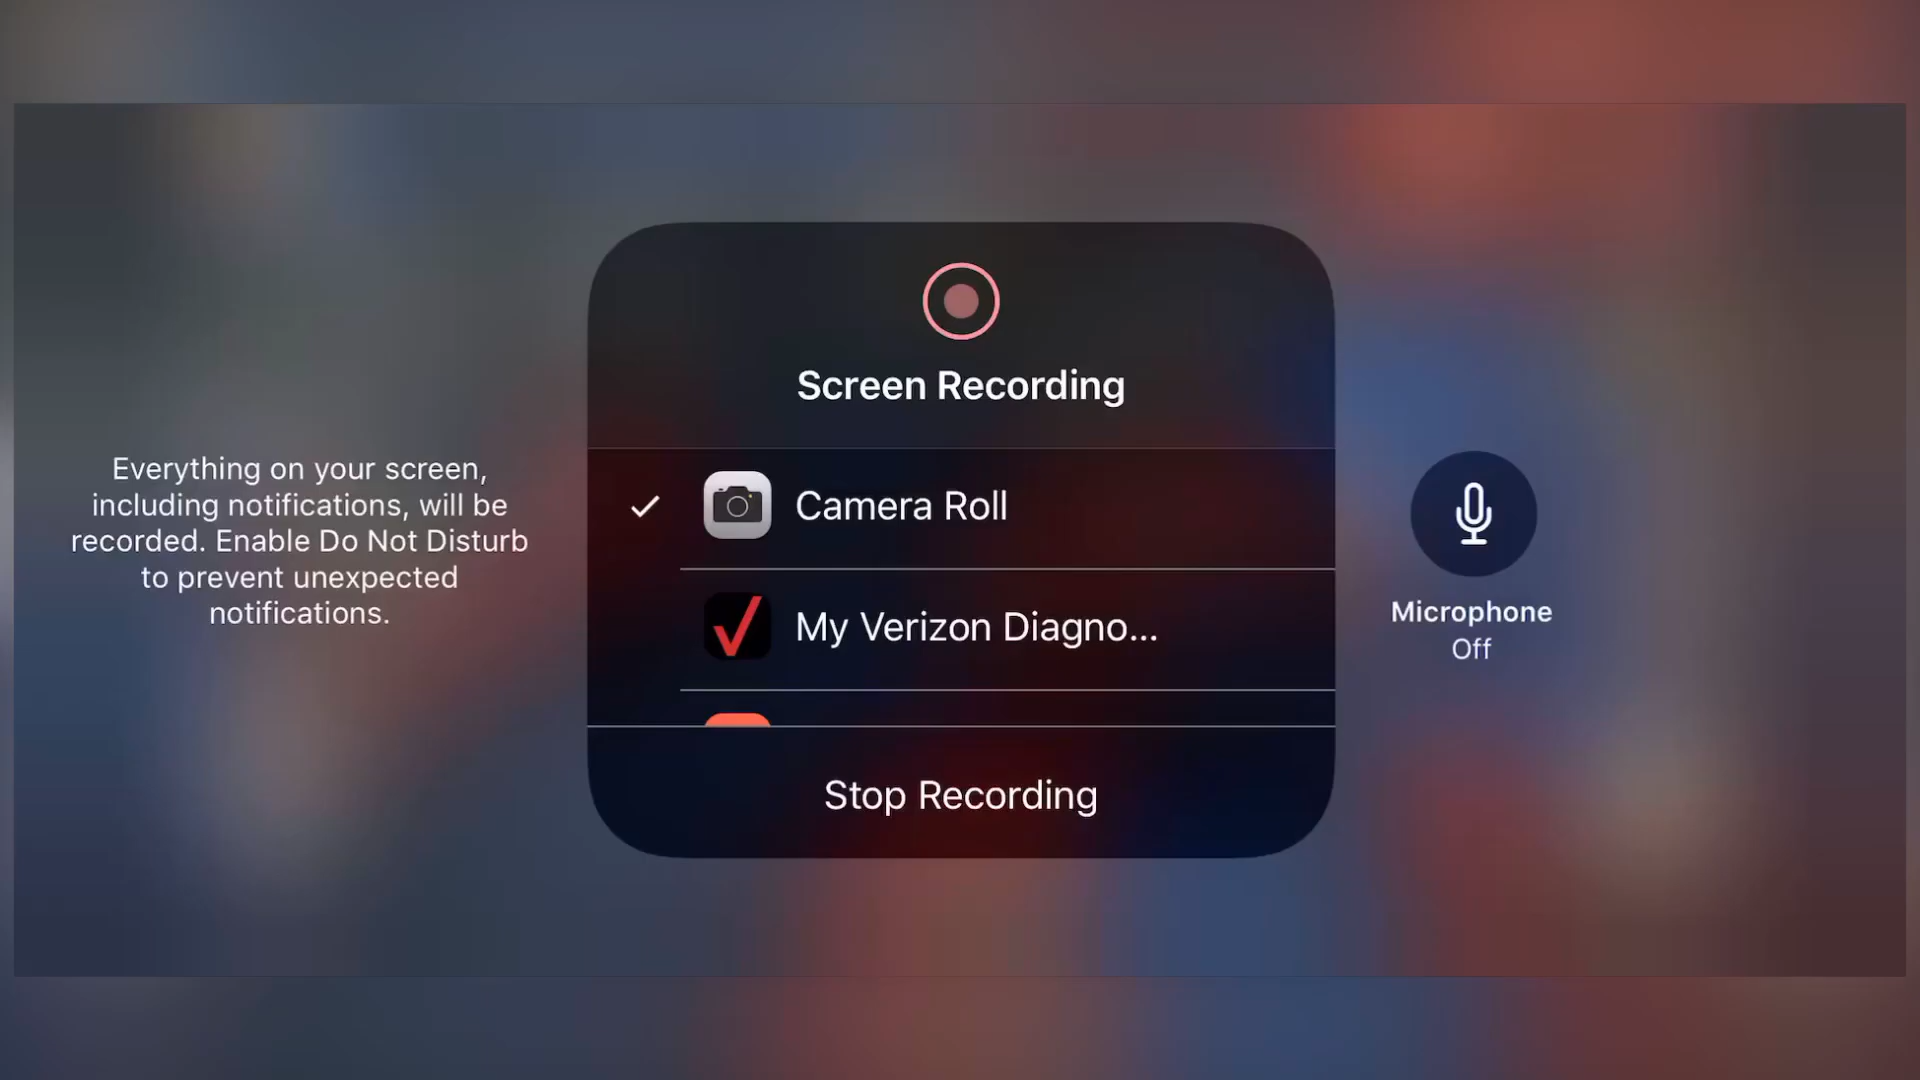 Everything on your screen,
including notifications, will be
recorded. Enable Do Not Disturb
to prevent unexpected
notifications.
Screen Recording
Camera Roll
My Verizon Diagno...
Stop Recording
Microphone
Off